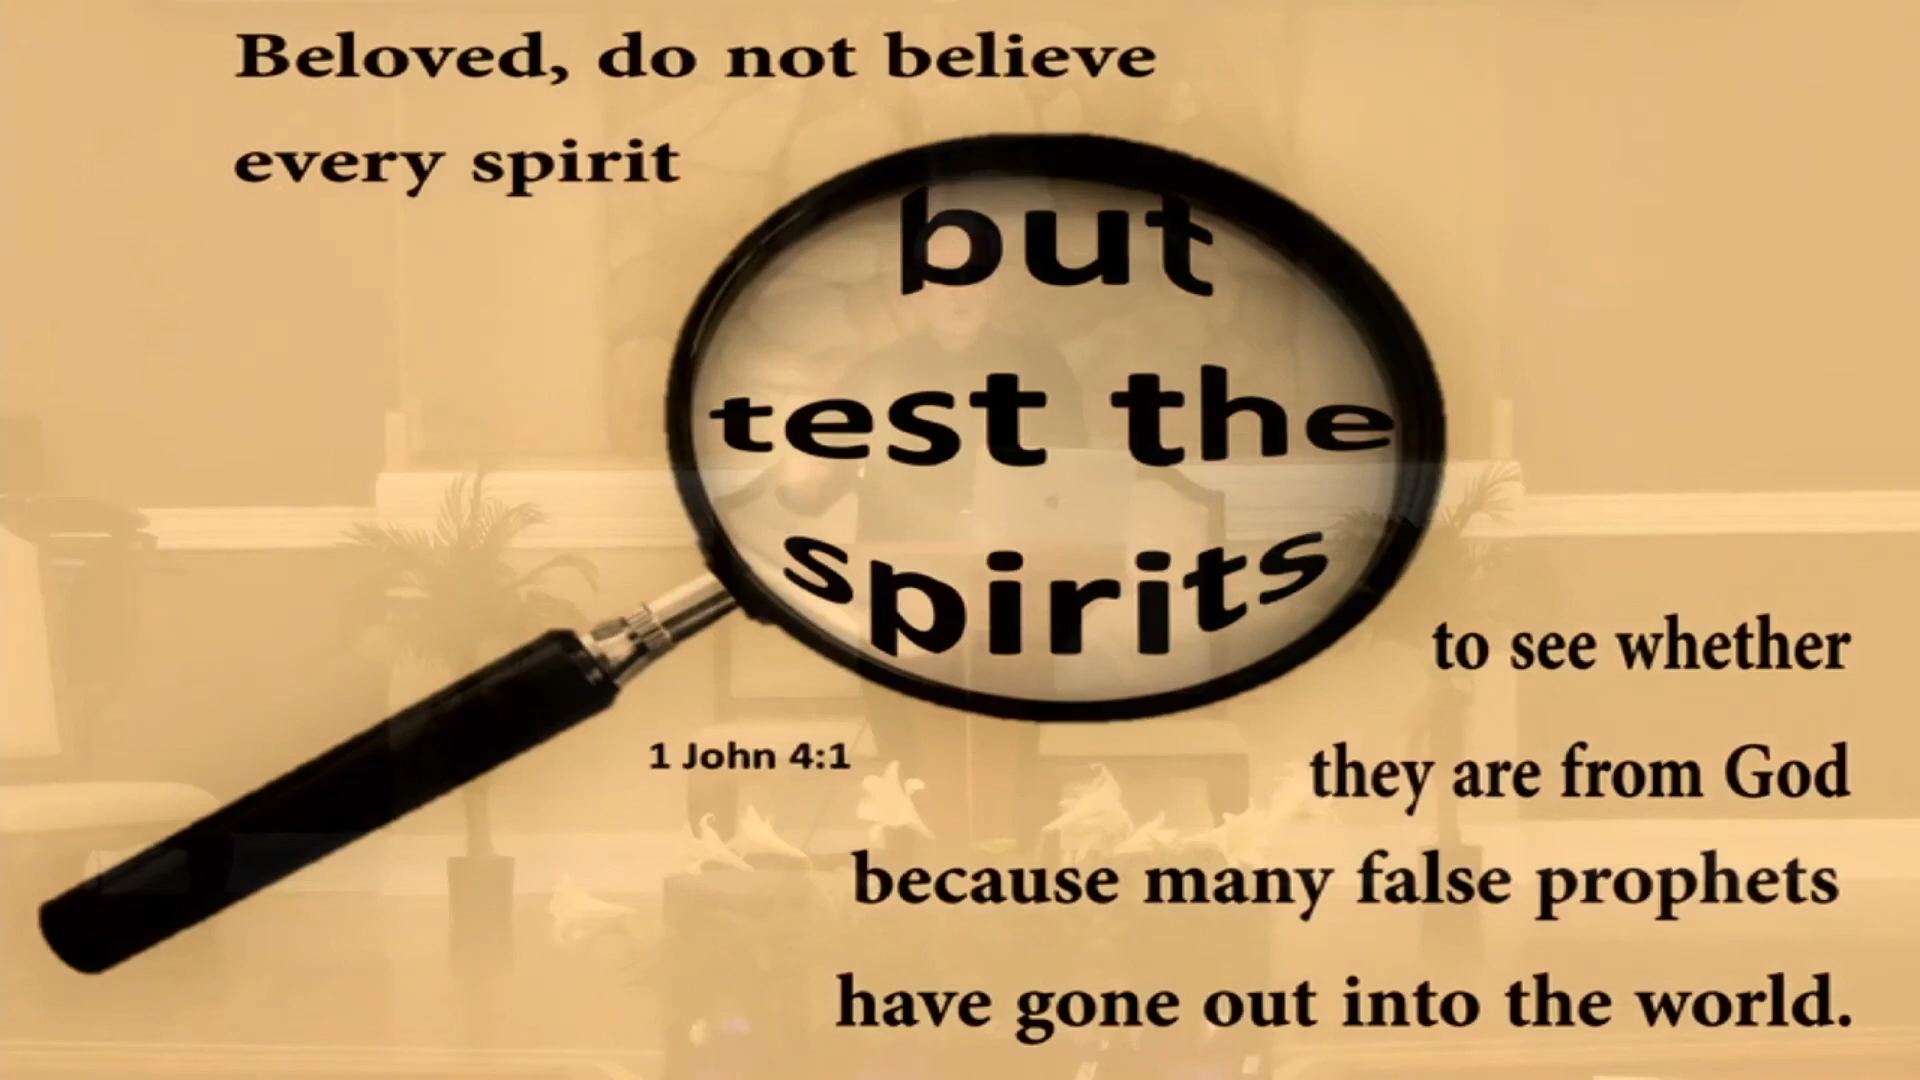 Beloved, do not believe
every spirit
but
test the
spirits
to see whether
they are from God
1 John 4:1
because many false prophets
have gone out into the world.